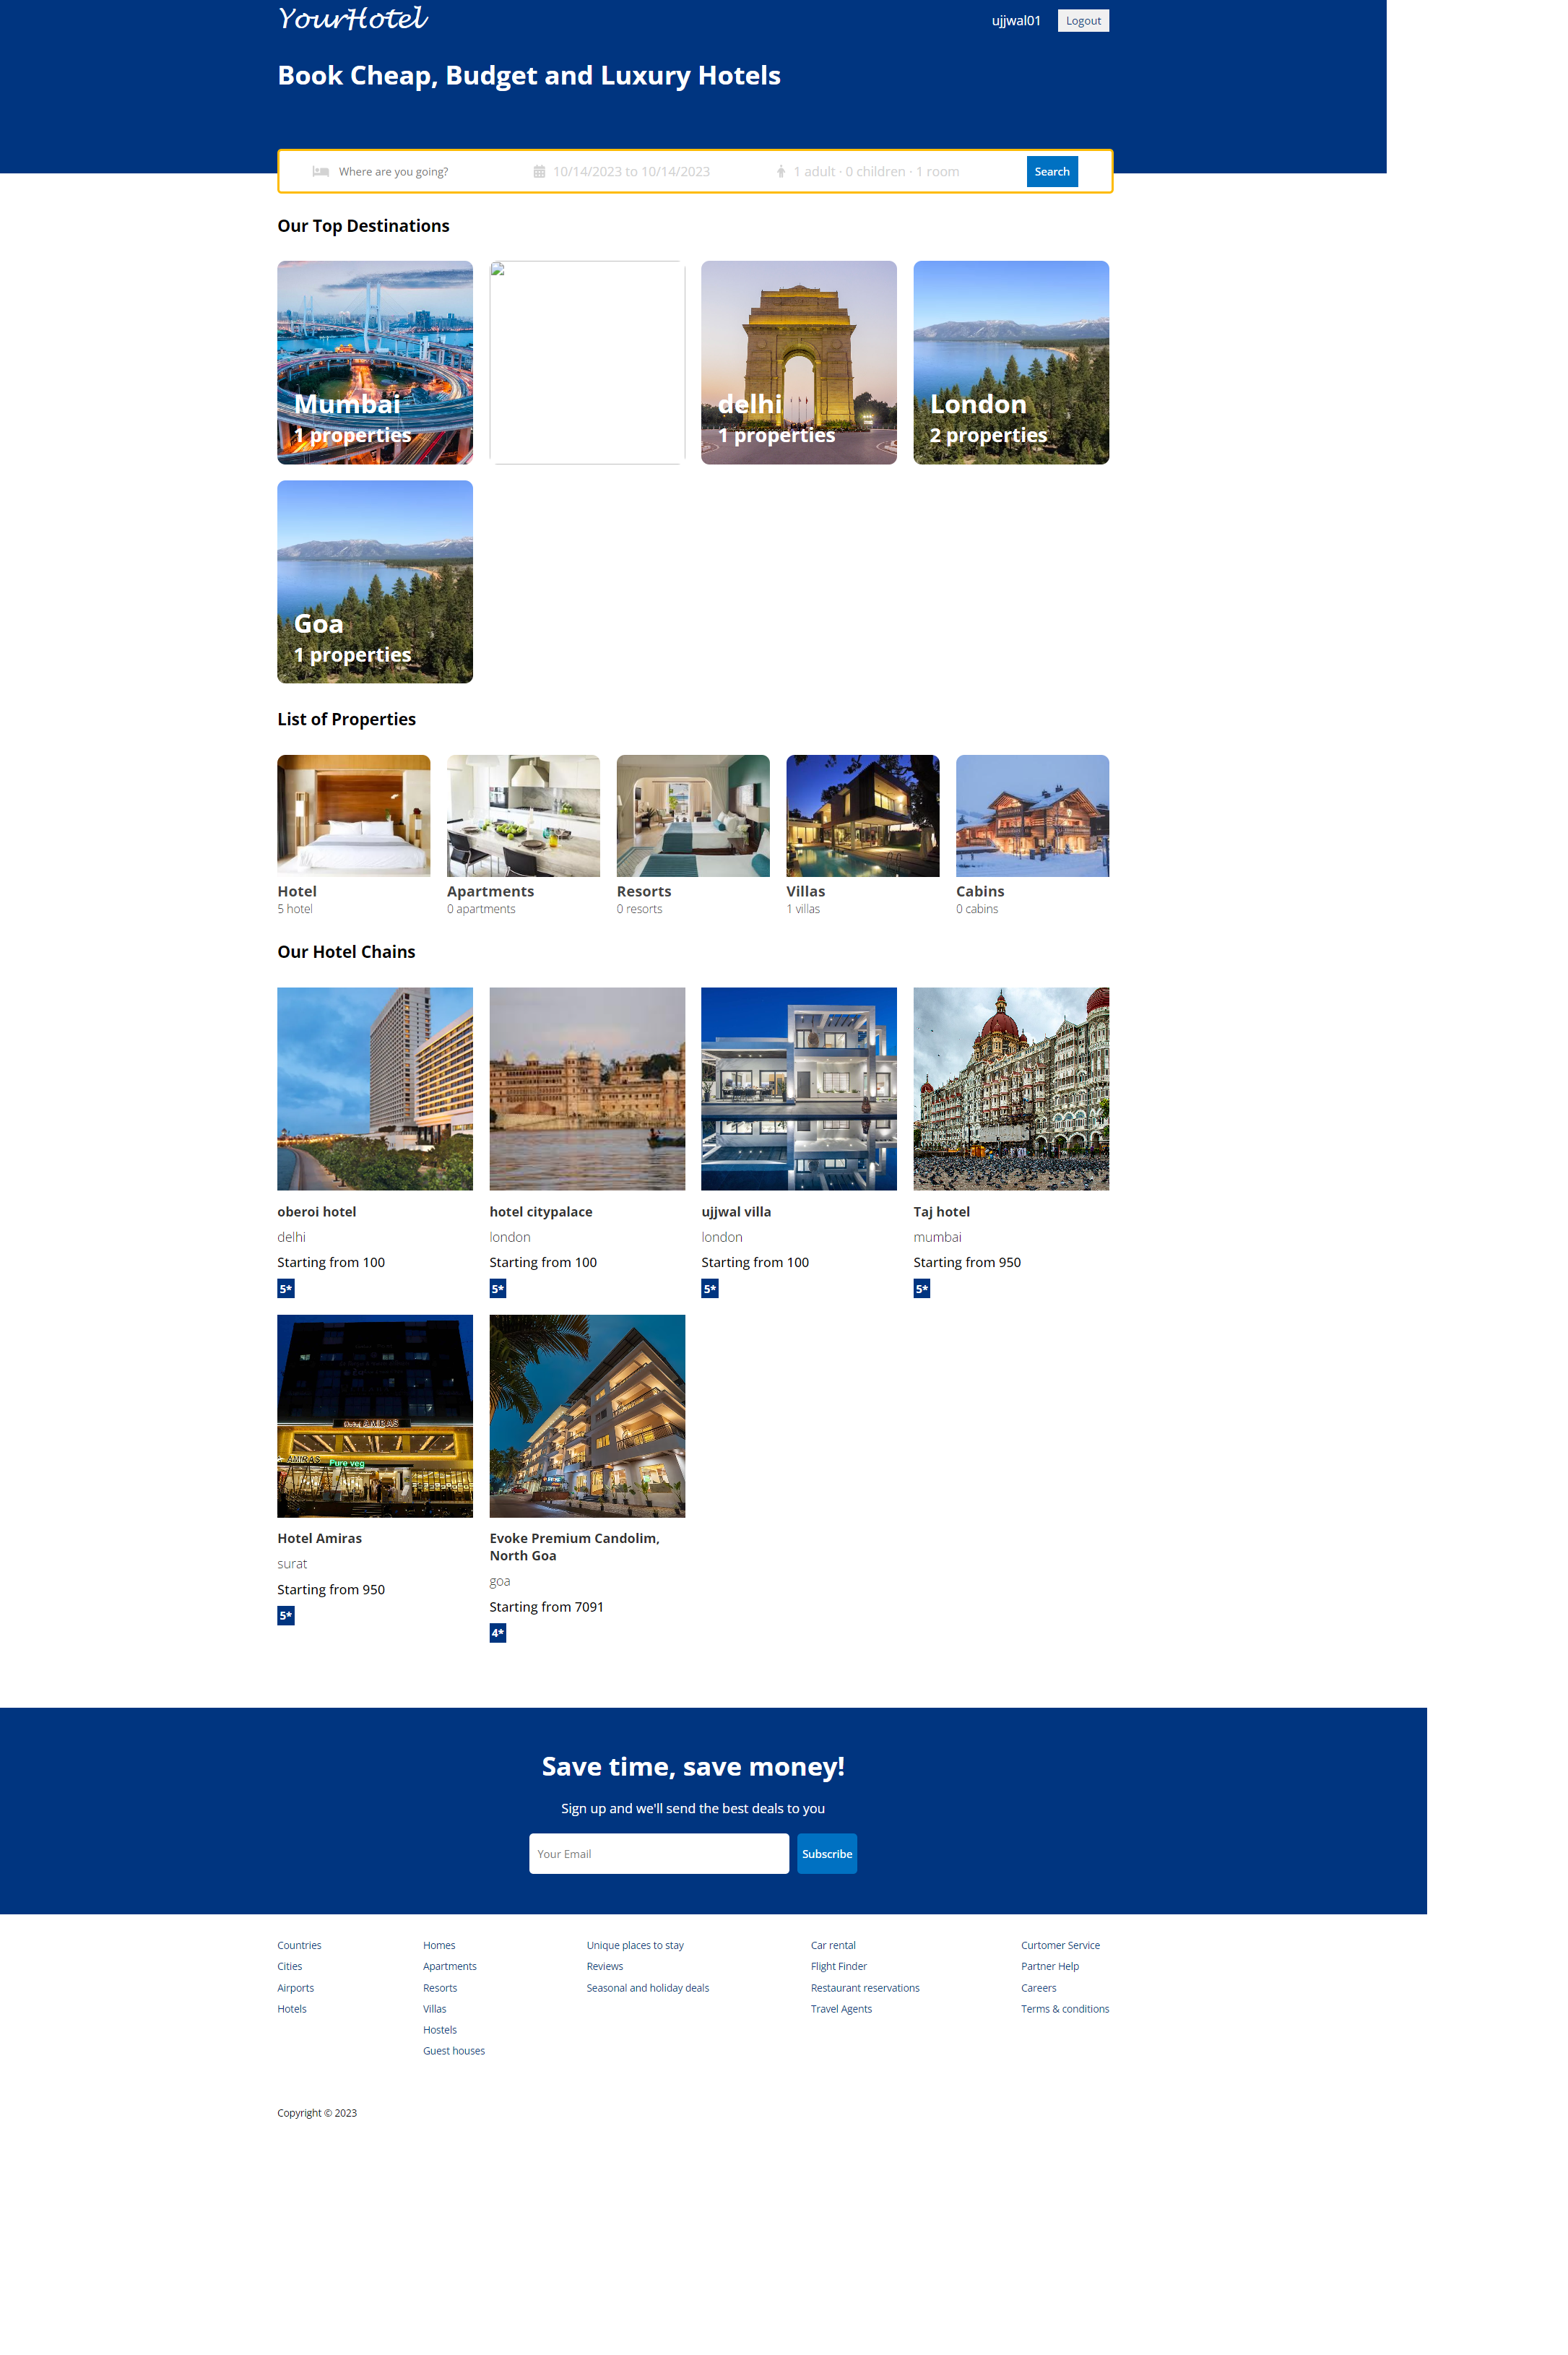 YourHotel
ujjwal01 Logout
Book Cheap, Budget and Luxury Hotels
Where are you going? 10/14/2023 to 10/14/2023 1 adult · 0 children · 1 room Search
Our Top Destinations
Mumbai
1 properties
delhi
1 properties
London
2 properties
Goa
1 properties
List of Properties
Hotel
5 hotel
Apartments
0 apartments
Resorts
0 resorts
Villas
1 villas
Cabins
0 cabins
Our Hotel Chains
oberoi hotel
delhi
Starting from 100
5*
hotel citypalace
london
Starting from 100
5*
ujjwal villa
london
Starting from 100
5*
Taj hotel
mumbai
Starting from 950
5*
AMIRAS
AMIRAS
Pure veg
Hotel Amiras
surat
Starting from 950
5*
Evoke Premium Candolim,
North Goa
goa
Starting from 7091
4*
Save time, save money!
Sign up and we'll send the best deals to you
Your Email Subscribe
Countries
Cities
Airports
Hotels
Homes
Apartments
Resorts
Villas
Hostels
Guest houses
Unique places to stay
Reviews
Seasonal and holiday deals
Car rental
Flight Finder
Restaurant reservations
Travel Agents
Curtomer Service
Partner Help
Careers
Terms & conditions
Copyright © 2023